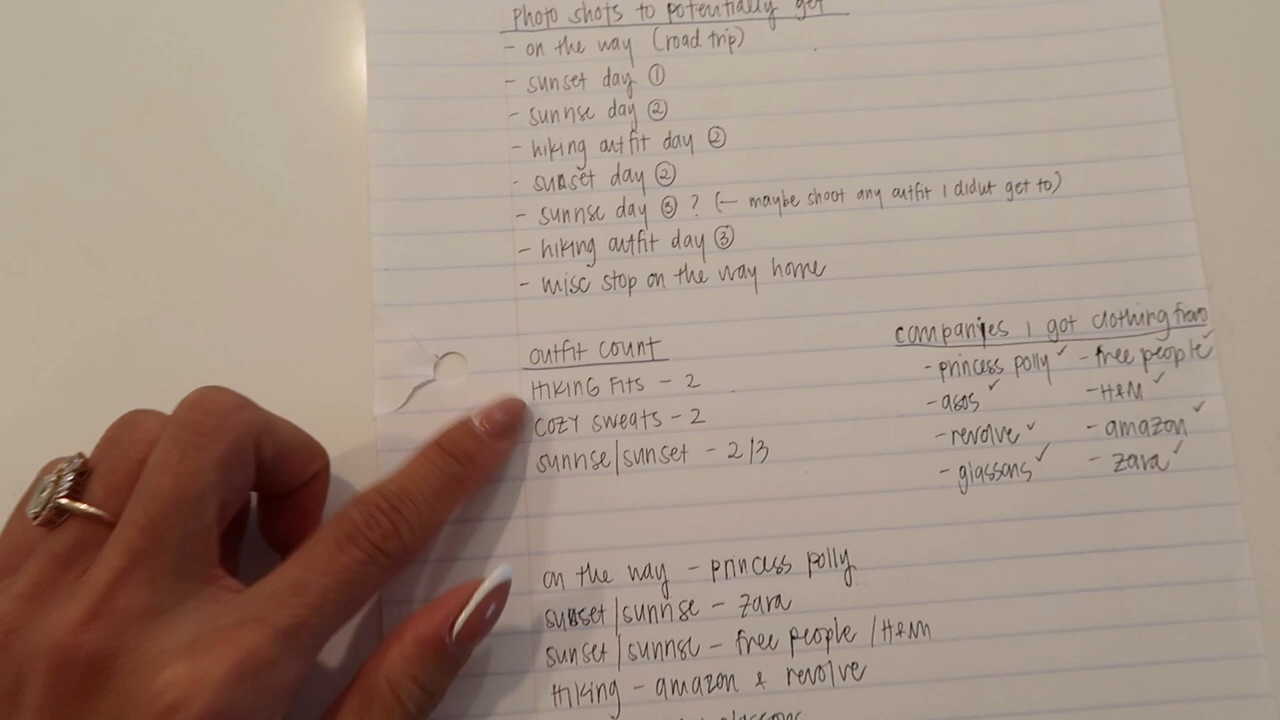 photo shots to potentially get
- on the way (road trip)
- sunset day ①
- sunrise day ②
- hiking outfit day ②
- sunset day ②
- sunrise day ③ ? (— maybe shoot any outfit I didnt get to)
- hiking outfit day ③
- misc stop on the way home
outfit count
HIKING FITS - 2
COZY SWEATS - 2
sunrise/sunset - 2/3
companies I got clothing from
- princess polly ✓ - free people ✓
- asos ✓ - H&M ✓
- revolve ✓ - amazon ✓
- glassons ✓ - zara ✓
on the way - princess polly
sunset/sunrise - zara
sunset/sunrise - free people/H&M
Hiking - amazon & revolve
glassons